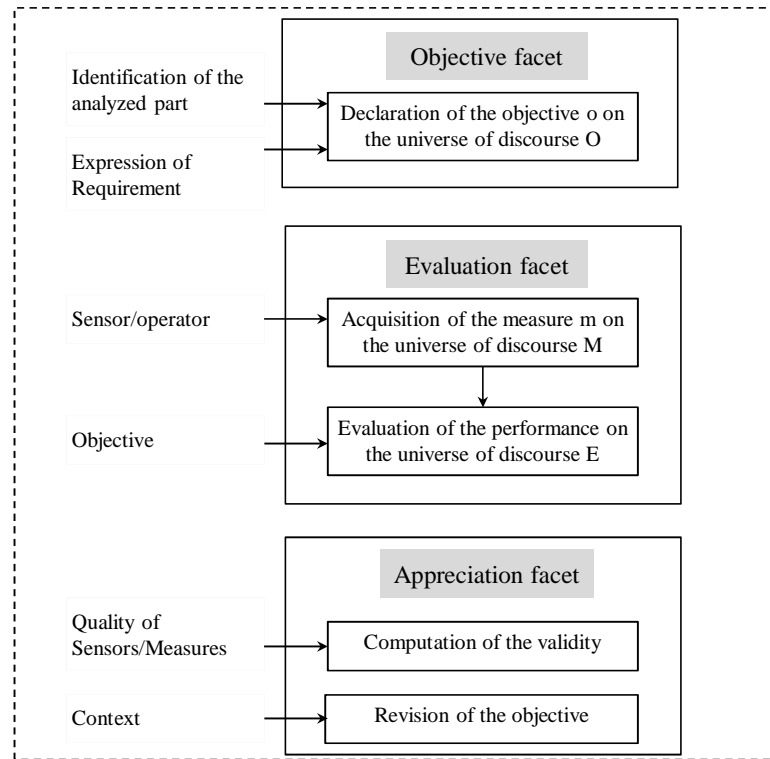 Objective facet
Identification of the
analyzed part
Declaration of the objective o on
the universe of discourse O
Expression of
Requirement
Evaluation facet
Sensor/operator
Acquisition of the measure m on
the universe of discourse M
Objective
Evaluation of the performance on
the universe of discourse E
Appreciation facet
Quality of
Sensors/Measures
Computation of the validity
Context
Revision of the objective